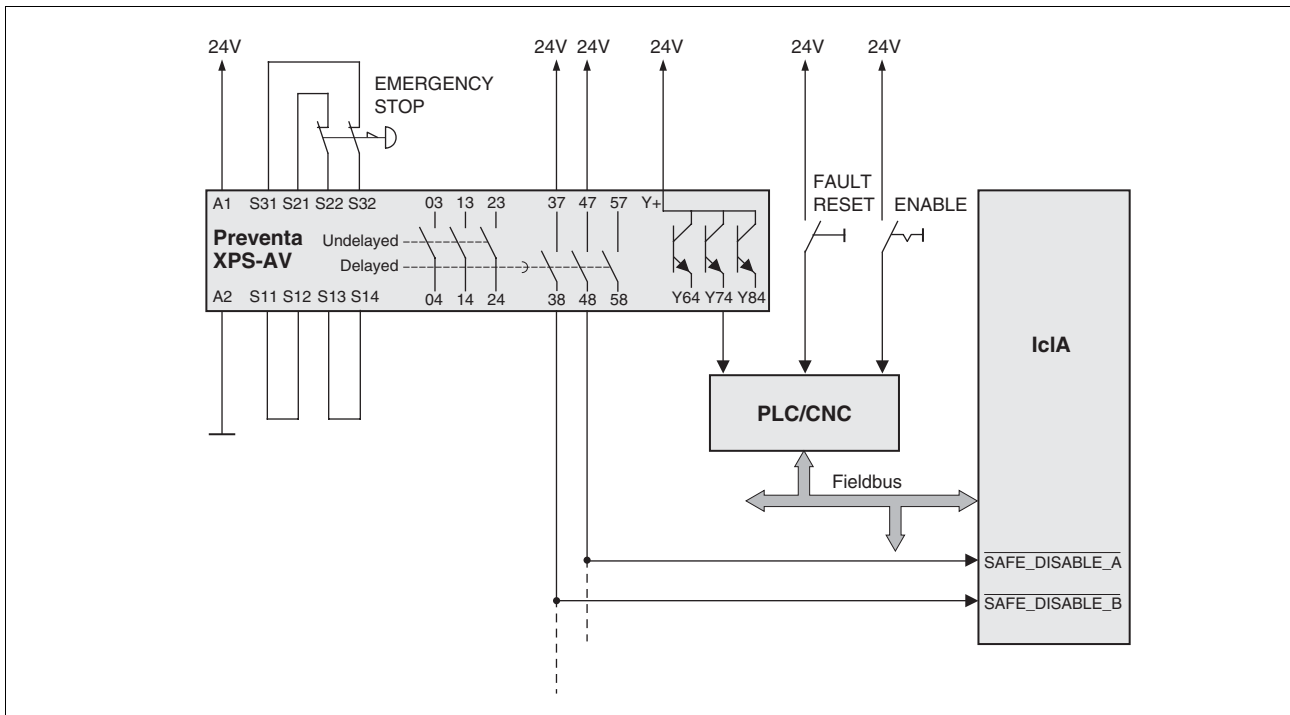 24V 24V 24V 24V 24V 24V
EMERGENCY
STOP
FAULT
RESET
ENABLE
A1 S31 S21 S22 S32 03 13 23 37 47 57 Y+
Preventa
XPS-AV
Undelayed
Delayed
A2 S11 S12 S13 S14 04 14 24 38 48 58 Y64 Y74 Y84
IclA
PLC/CNC
Fieldbus
SAFE_DISABLE_A
SAFE_DISABLE_B